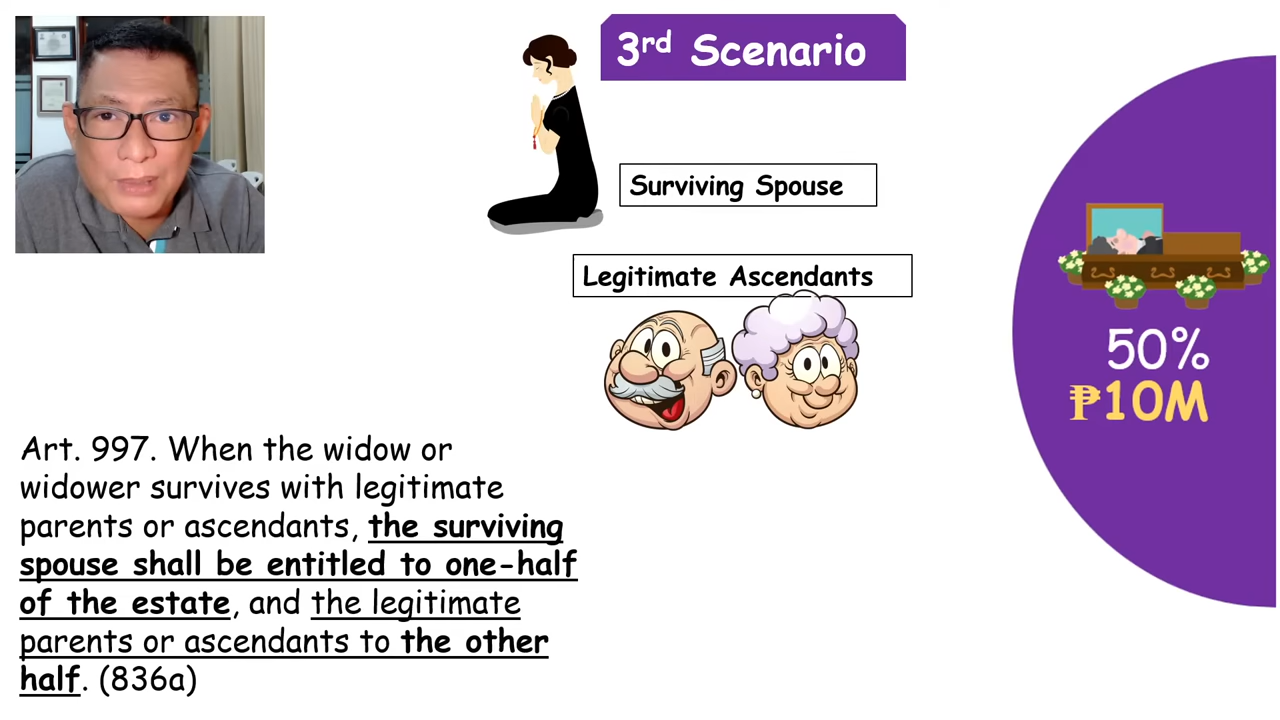 3rd Scenario
Surviving Spouse
Legitimate Ascendants
50%
₱10M
Art. 997. When the widow or
widower survives with legitimate
parents or ascendants, the surviving
spouse shall be entitled to one-half
of the estate, and the legitimate
parents or ascendants to the other
half. (836a)